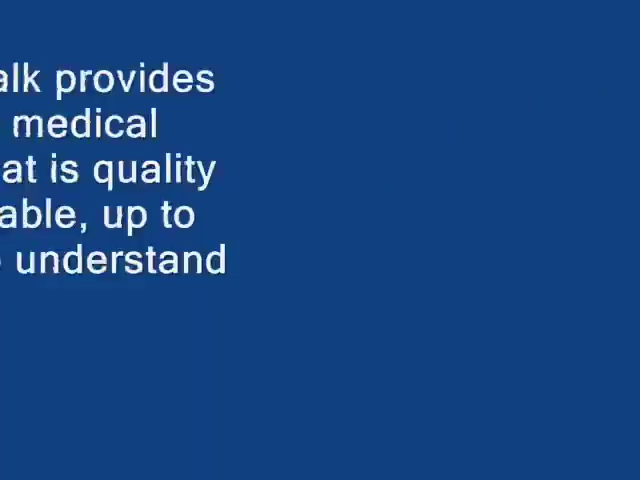 alk provides
medical
at is quality
able, up to
understand